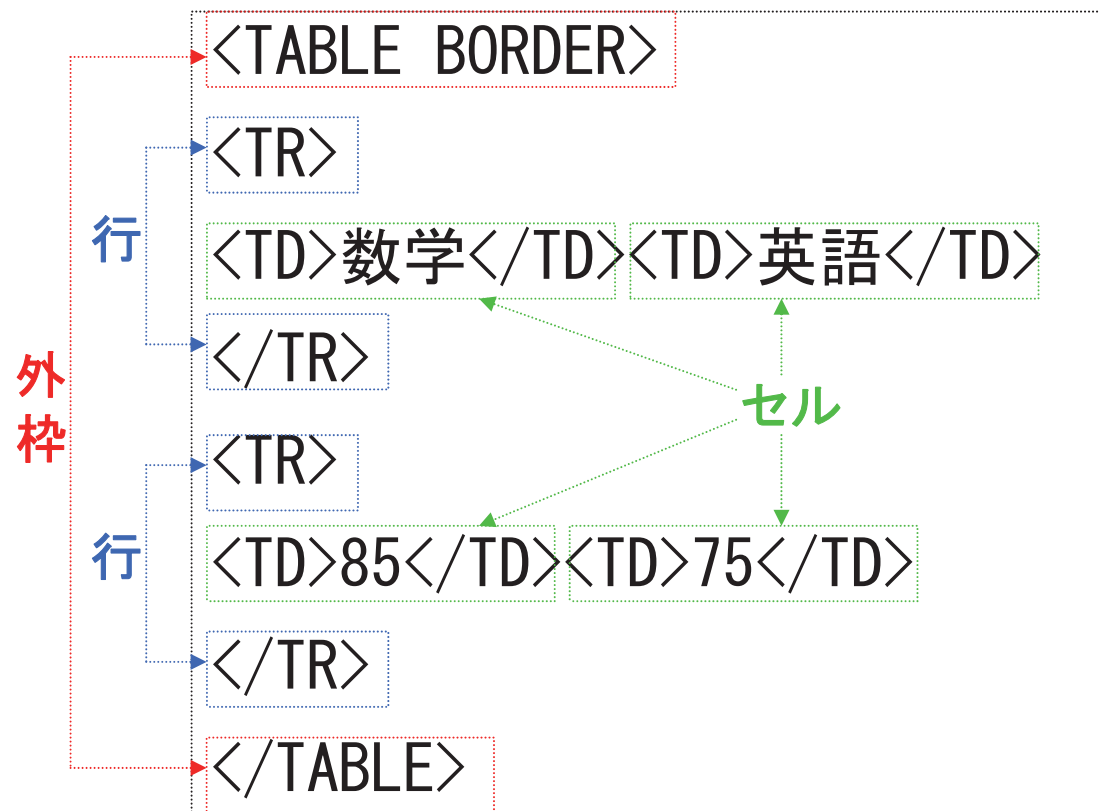 <TABLE BORDER>
<TR>
行
<TD>数学</TD><TD>英語</TD>
</TR>
外
枠
セル
<TR>
行
<TD>85</TD><TD>75</TD>
</TR>
</TABLE>